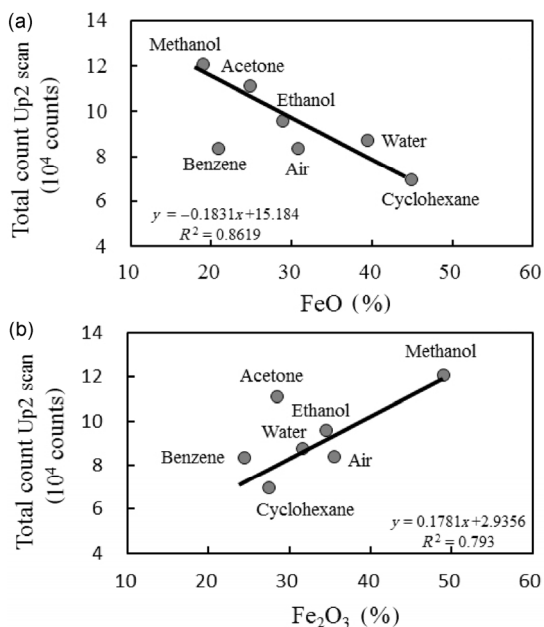 (a)
Total count Up2 scan
(10⁴ counts)
14
12
10
8
6
4
Methanol
Acetone
Ethanol
Water
Benzene
Air
Cyclohexane
y = −0.1831x+15.184
R² = 0.8619
10 20 30 40 50 60
FeO (%)
(b)
Total count Up2 scan
(10⁴ counts)
14
12
10
8
6
4
Methanol
Acetone
Ethanol
Water
Benzene
Air
Cyclohexane
y = 0.1781x+2.9356
R² = 0.793
10 20 30 40 50 60
Fe₂O₃ (%)